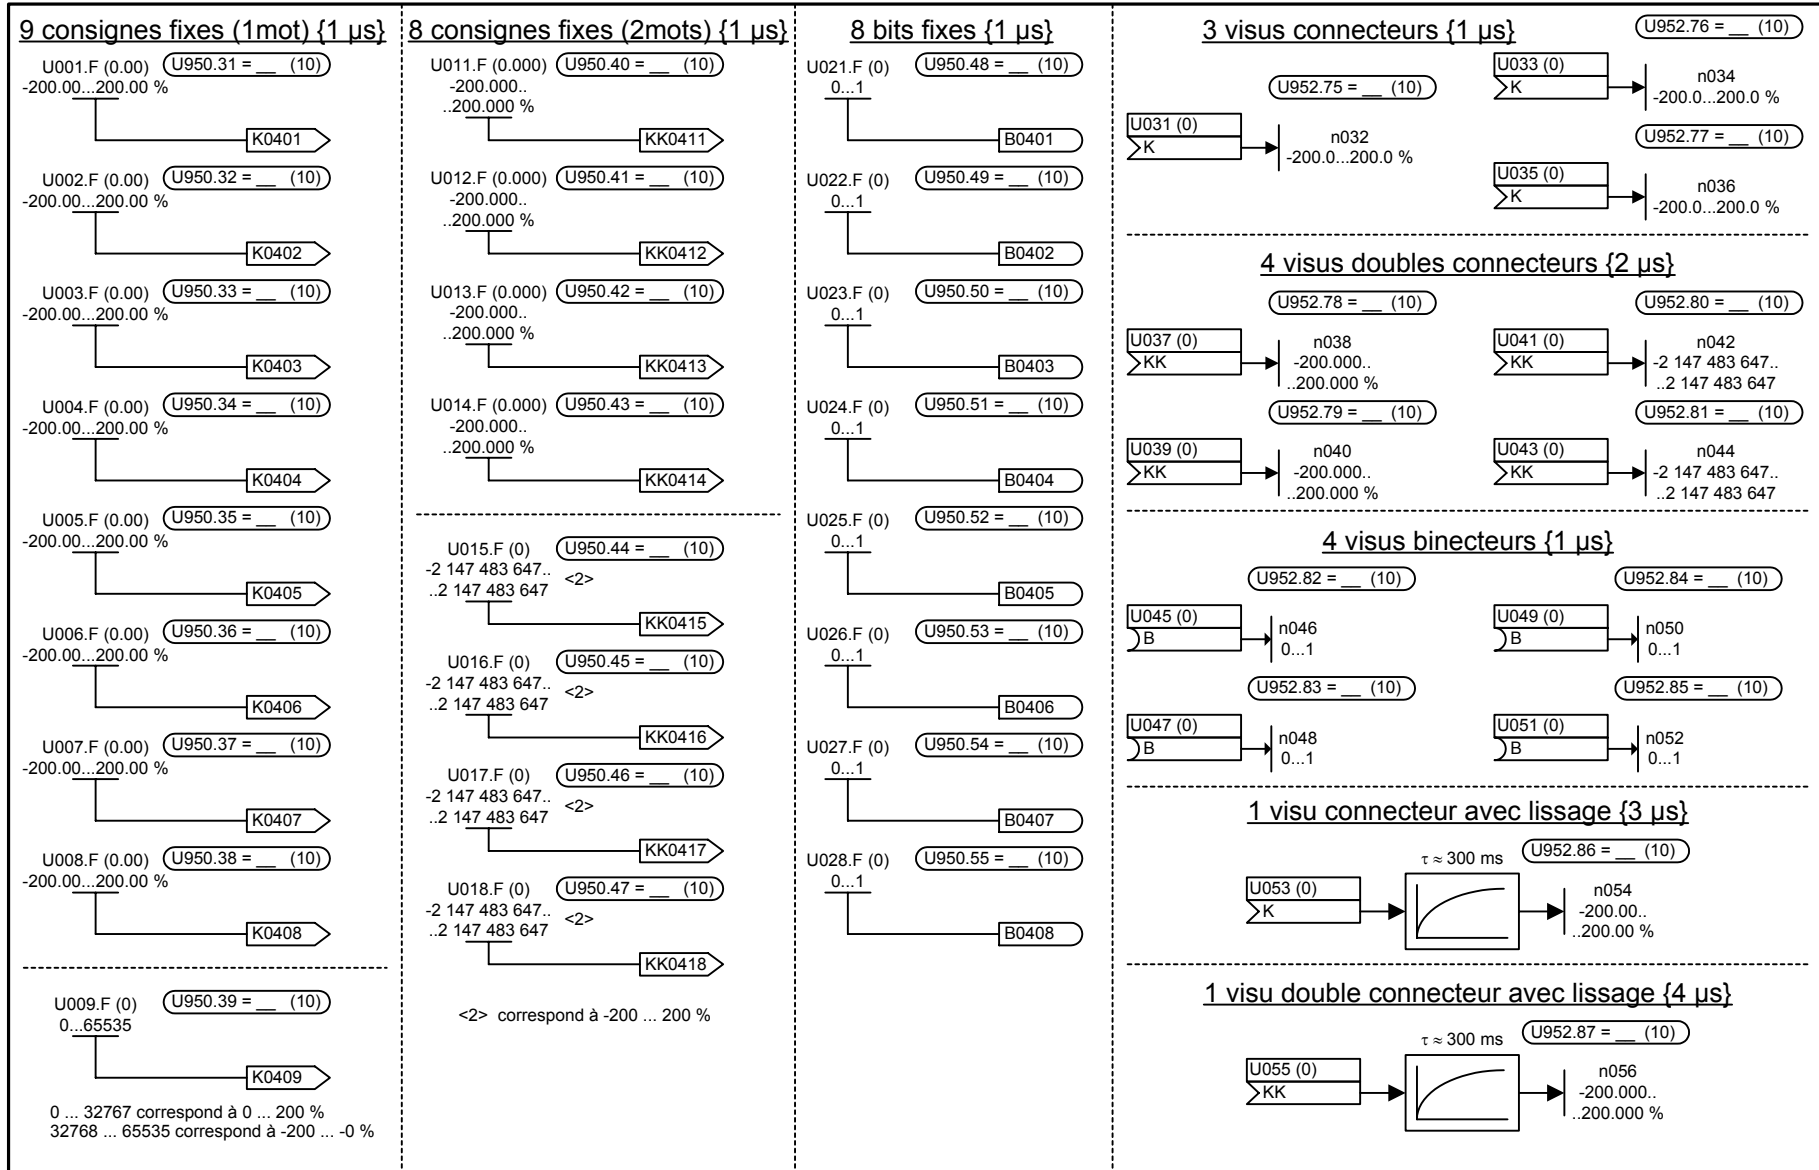 9 consignes fixes (1mot) {1 µs}
U001.F (0.00)
U950.31 = __ (10)
-200.00...200.00 %
K0401
U002.F (0.00)
U950.32 = __ (10)
-200.00...200.00 %
K0402
U003.F (0.00)
U950.33 = __ (10)
-200.00...200.00 %
K0403
U004.F (0.00)
U950.34 = __ (10)
-200.00...200.00 %
K0404
U005.F (0.00)
U950.35 = __ (10)
-200.00...200.00 %
K0405
U006.F (0.00)
U950.36 = __ (10)
-200.00...200.00 %
K0406
U007.F (0.00)
U950.37 = __ (10)
-200.00...200.00 %
K0407
U008.F (0.00)
U950.38 = __ (10)
-200.00...200.00 %
K0408
U009.F (0)
U950.39 = __ (10)
0...65535
K0409
0 ... 32767 correspond à 0 ... 200 %
32768 ... 65535 correspond à -200 ... -0 %
8 consignes fixes (2mots) {1 µs}
U011.F (0.000)
U950.40 = __ (10)
-200.000..
..200.000 %
KK0411
U012.F (0.000)
U950.41 = __ (10)
-200.000..
..200.000 %
KK0412
U013.F (0.000)
U950.42 = __ (10)
-200.000..
..200.000 %
KK0413
U014.F (0.000)
U950.43 = __ (10)
-200.000..
..200.000 %
KK0414
U015.F (0)
U950.44 = __ (10)
-2 147 483 647..
..2 147 483 647
<2>
KK0415
U016.F (0)
U950.45 = __ (10)
-2 147 483 647..
..2 147 483 647
<2>
KK0416
U017.F (0)
U950.46 = __ (10)
-2 147 483 647..
..2 147 483 647
<2>
KK0417
U018.F (0)
U950.47 = __ (10)
-2 147 483 647..
..2 147 483 647
<2>
KK0418
<2> correspond à -200 ... 200 %
8 bits fixes {1 µs}
U021.F (0)
U950.48 = __ (10)
0...1
B0401
U022.F (0)
U950.49 = __ (10)
0...1
B0402
U023.F (0)
U950.50 = __ (10)
0...1
B0403
U024.F (0)
U950.51 = __ (10)
0...1
B0404
U025.F (0)
U950.52 = __ (10)
0...1
B0405
U026.F (0)
U950.53 = __ (10)
0...1
B0406
U027.F (0)
U950.54 = __ (10)
0...1
B0407
U028.F (0)
U950.55 = __ (10)
0...1
B0408
3 visus connecteurs {1 µs}
U952.75 = __ (10)
U031 (0)
K
n032
-200.0...200.0 %
U952.76 = __ (10)
U033 (0)
K
n034
-200.0...200.0 %
U952.77 = __ (10)
U035 (0)
K
n036
-200.0...200.0 %
4 visus doubles connecteurs {2 µs}
U952.78 = __ (10)
U037 (0)
KK
n038
-200.000..
..200.000 %
U952.80 = __ (10)
U041 (0)
KK
n042
-2 147 483 647..
..2 147 483 647
U952.79 = __ (10)
U039 (0)
KK
n040
-200.000..
..200.000 %
U952.81 = __ (10)
U043 (0)
KK
n044
-2 147 483 647..
..2 147 483 647
4 visus binecteurs {1 µs}
U952.82 = __ (10)
U045 (0)
B
n046
0...1
U952.84 = __ (10)
U049 (0)
B
n050
0...1
U952.83 = __ (10)
U047 (0)
B
n048
0...1
U952.85 = __ (10)
U051 (0)
B
n052
0...1
1 visu connecteur avec lissage {3 µs}
τ ≈ 300 ms
U952.86 = __ (10)
U053 (0)
K
n054
-200.00..
..200.00 %
1 visu double connecteur avec lissage {4 µs}
τ ≈ 300 ms
U952.87 = __ (10)
U055 (0)
KK
n056
-200.000..
..200.000 %